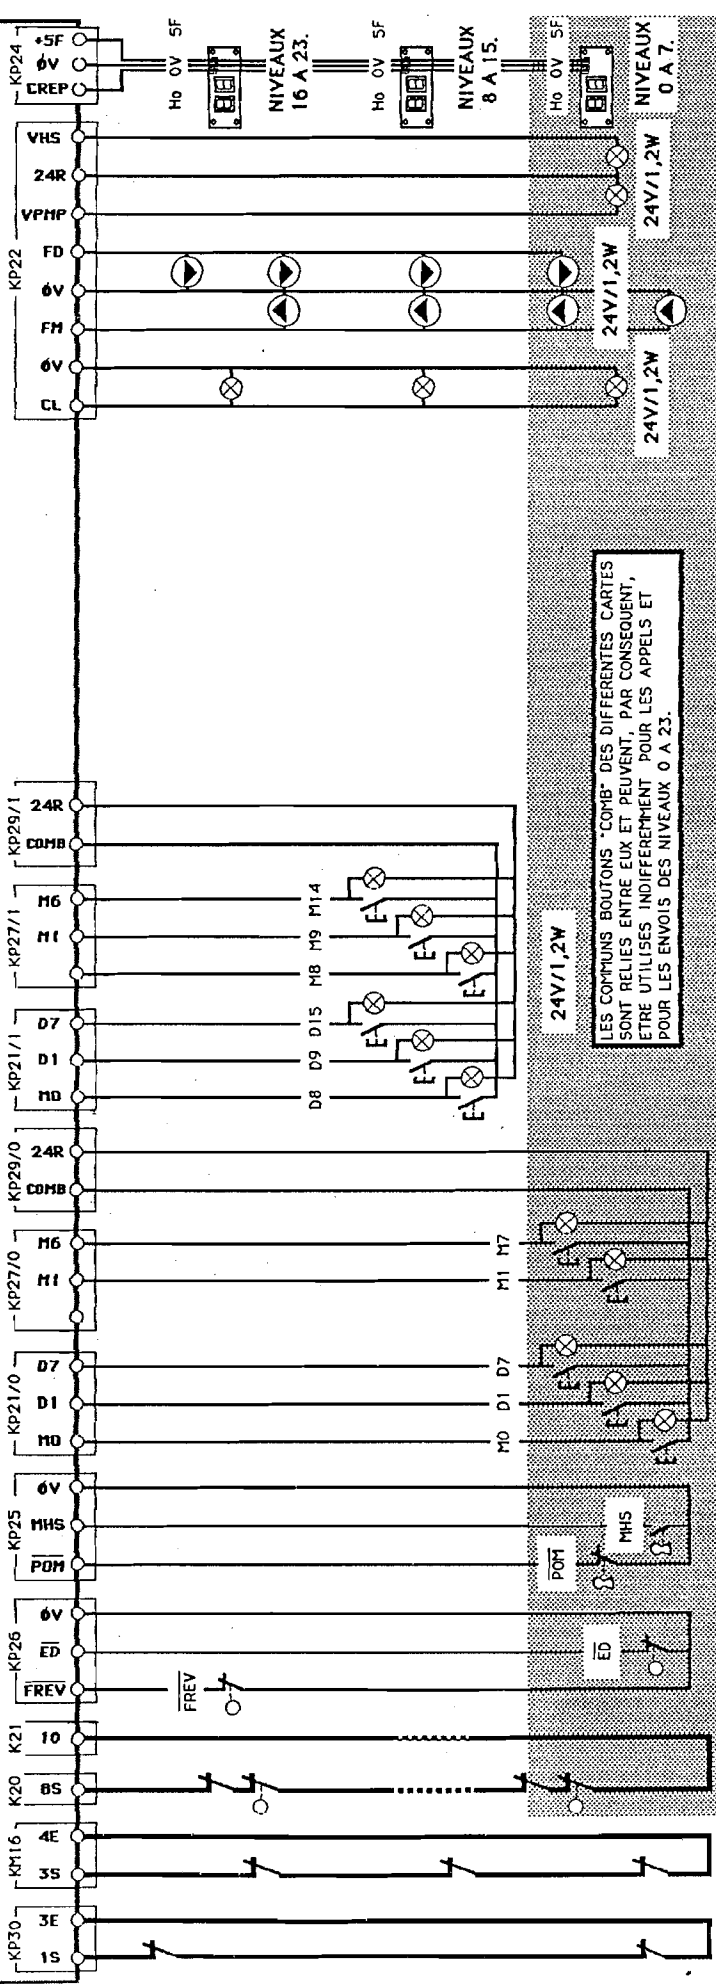 KP24
+5F
0V
CREP
Ho 0V 5F
NIVEAUX
16 A 23.
Ho 0V 5F
NIVEAUX
8 A 15.
Ho 0V 5F
NIVEAUX
0 A 7.
KP22
VHS
24R
VPMP
FD
0V
FM
0V
CL
24V/1,2W
24V/1,2W
24V/1,2W
LES COMMUNS BOUTONS "COMB" DES DIFFERENTES CARTES
SONT RELIES ENTRE EUX ET PEUVENT, PAR CONSEQUENT,
ETRE UTILISES INDIFFEREMMENT POUR LES APPELS ET
POUR LES ENVOIS DES NIVEAUX 0 A 23.
KP29/1
24R
COMB
KP27/1
M6
M1
M14
M9
M8
24V/1,2W
KP21/1
D7
D1
M0
D15
D9
D8
KP29/0
24R
COMB
KP27/0
M6
M1
M7
M1
KP21/0
D7
D1
M0
D7
D1
M0
KP25
0V
MHS
POM
MHS
POM
KP26
0V
ED
FREV
ED
FREV
K21
10
K20
8S
KM16
4E
3S
KP30
3E
1S